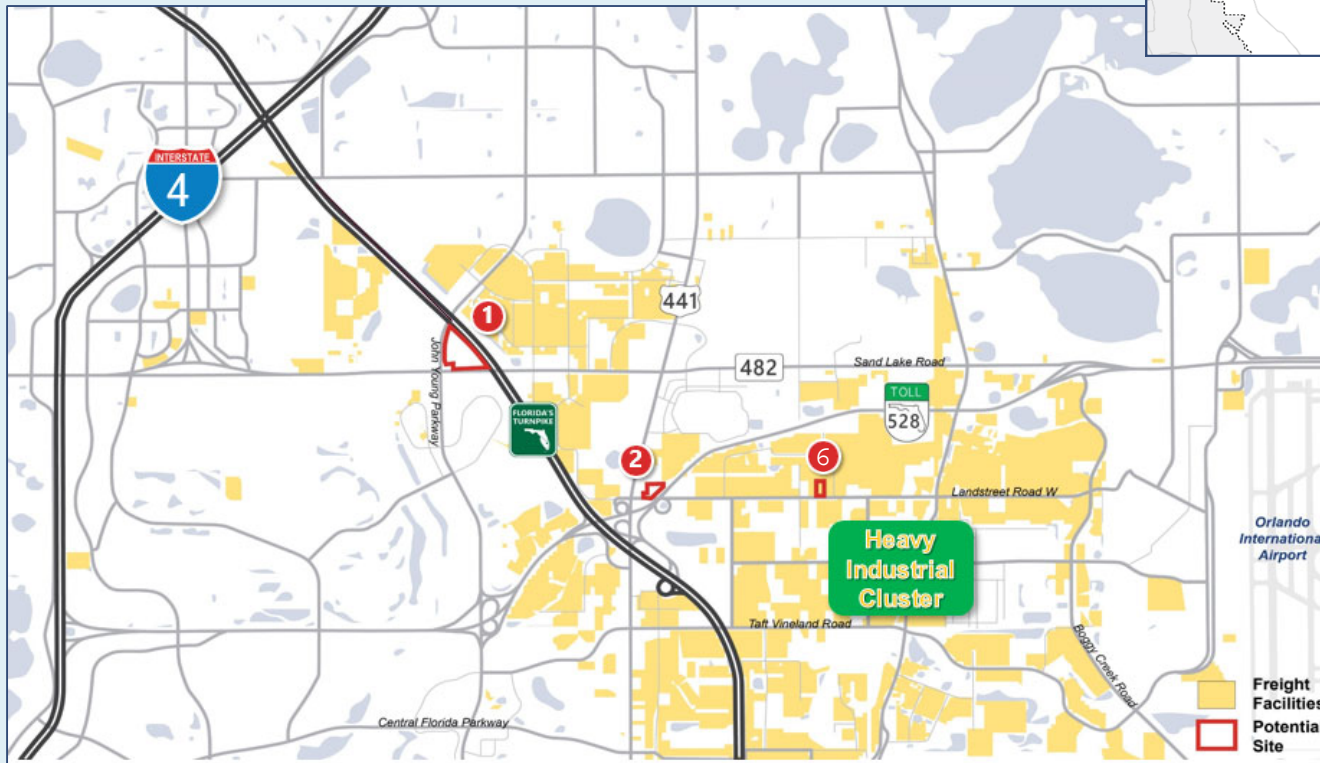 INTERSTATE
4
1
441
John Young Parkway
482
Sand Lake Road
TOLL
528
FLORIDA'S
TURNPIKE
2
6
Landstreet Road W
Heavy
Industrial
Cluster
Orlando
Internationa
Airport
Taft Vineland Road
Boggy Creek Road
Central Florida Parkway
Freight
Facilities
Potentia
Site